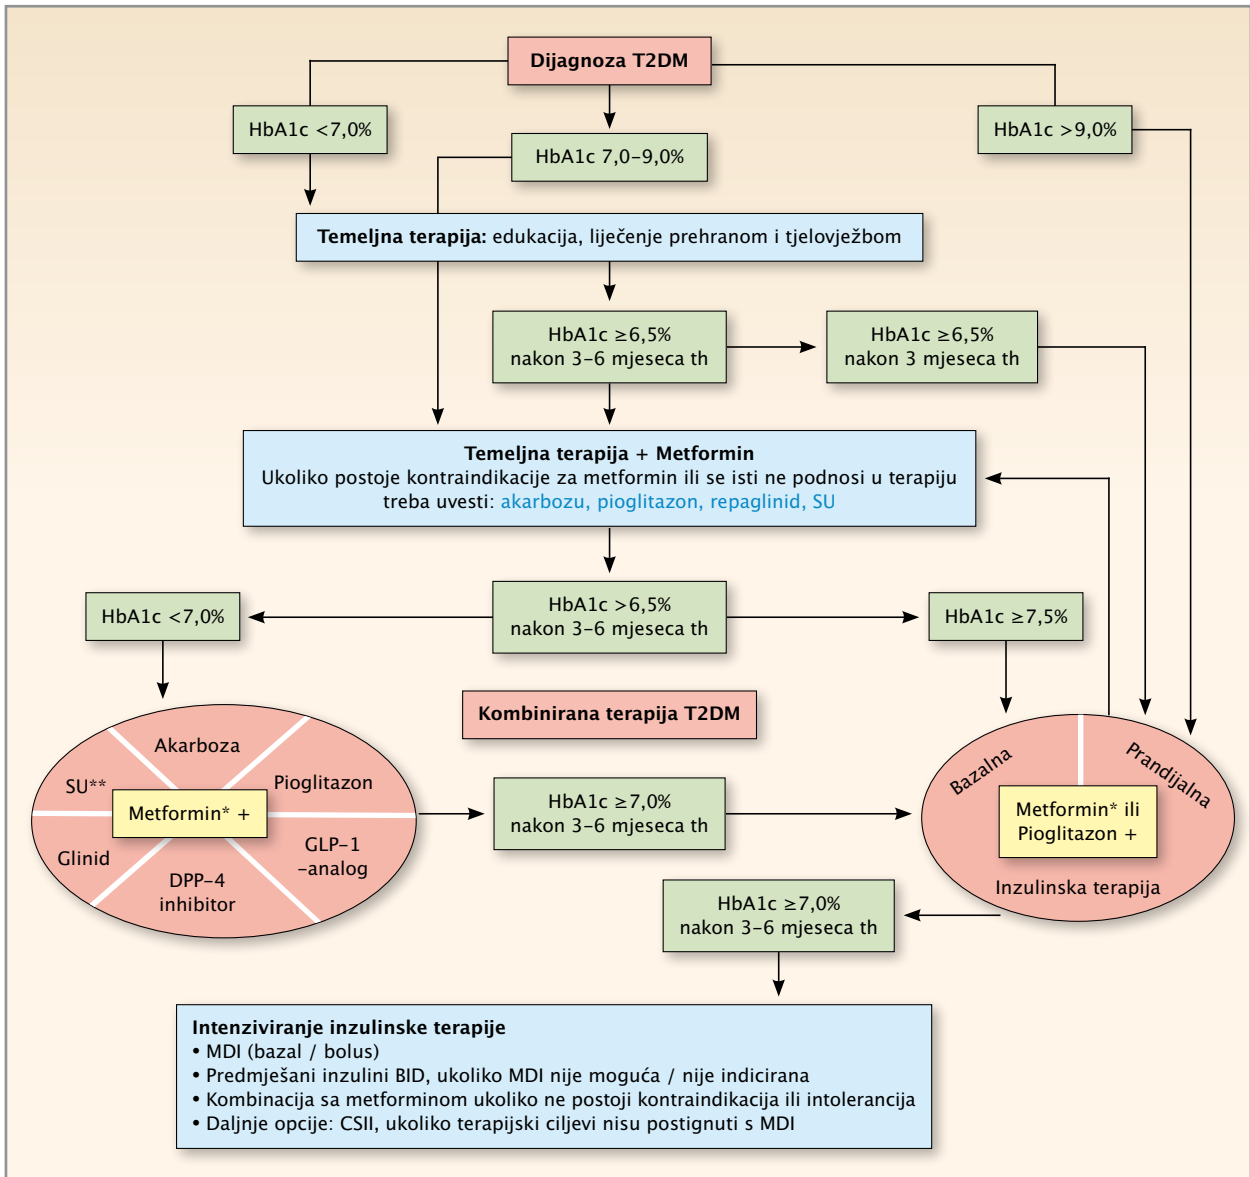 Dijagnoza T2DM
HbA1c <7,0%
HbA1c 7,0–9,0%
HbA1c >9,0%
Temeljna terapija: edukacija, liječenje prehranom i tjelovježbom
HbA1c ≥6,5%
nakon 3–6 mjeseca th
HbA1c ≥6,5%
nakon 3 mjeseca th
Temeljna terapija + Metformin
Ukoliko postoje kontraindikacije za metformin ili se isti ne podnosi u terapiju
treba uvesti: akarbozu, pioglitazon, repaglinid, SU
HbA1c <7,0%
HbA1c >6,5%
nakon 3–6 mjeseca th
HbA1c ≥7,5%
Kombinirana terapija T2DM
Akarboza
SU**
Pioglitazon
Metformin* +
Glinid
GLP–1
–analog
DPP–4
inhibitor
HbA1c ≥7,0%
nakon 3–6 mjeseca th
Bazalna
Prandijalna
Metformin* ili
Pioglitazon +
Inzulinska terapija
HbA1c ≥7,0%
nakon 3–6 mjeseca th
Intenziviranje inzulinske terapije
• MDI (bazal / bolus)
• Predmješani inzulini BID, ukoliko MDI nije moguća / nije indicirana
• Kombinacija sa metforminom ukoliko ne postoji kontraindikacija ili intolerancija
• Daljnje opcije: CSII, ukoliko terapijski ciljevi nisu postignuti s MDI